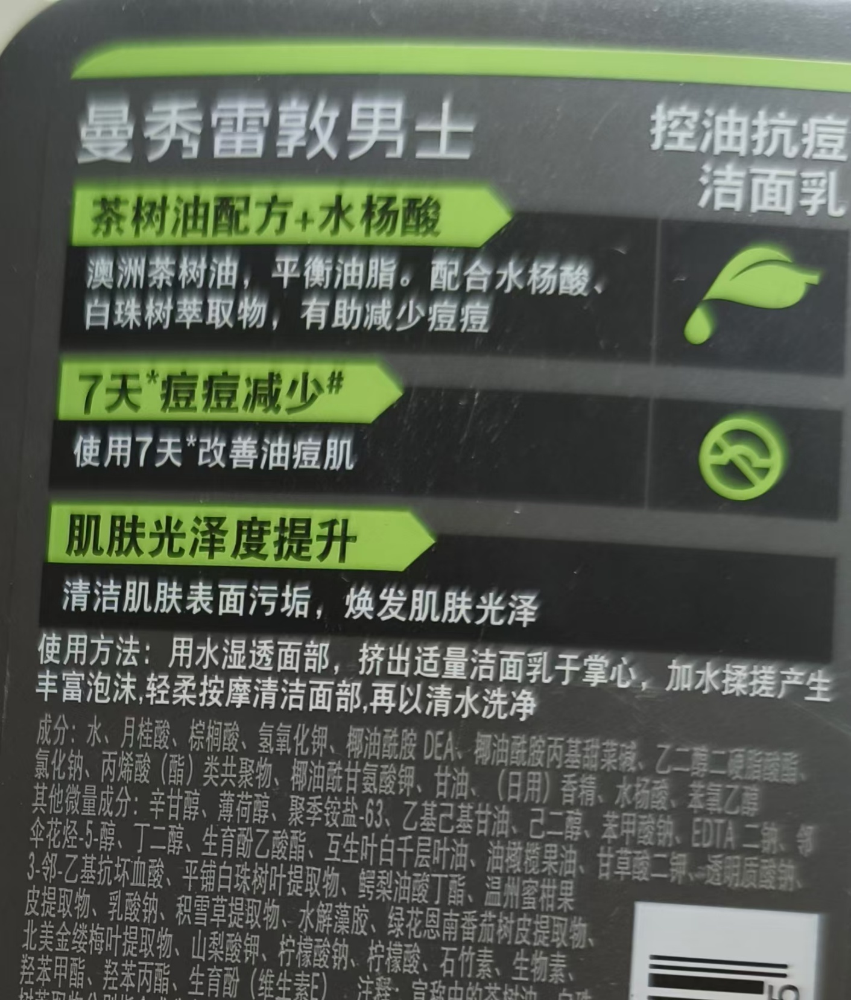 曼秀雷敦男士
控油抗痘
洁面乳
茶树油配方+水杨酸
澳洲茶树油，平衡油脂。配合水杨酸、
白珠树萃取物，有助减少痘痘
7天*痘痘减少#
使用7天*改善油痘肌
肌肤光泽度提升
清洁肌肤表面污垢，焕发肌肤光泽
使用方法：用水湿透面部，挤出适量洁面乳于掌心，加水揉搓产生
丰富泡沫,轻柔按摩清洁面部,再以清水洗净
成分：水、月桂酸、棕榈酸、氢氧化钾、椰油酰胺 DEA、椰油酰胺丙基甜菜碱、乙二醇二硬脂酸酯、
氯化钠、丙烯酸（酯）类共聚物、椰油酰甘氨酸钾、甘油、（日用）香精、水杨酸、苯氧乙醇
其他微量成分：辛甘醇、薄荷醇、聚季铵盐-63、乙基己基甘油、己二醇、苯甲酸钠、EDTA 二钠、邻
伞花烃-5-醇、丁二醇、生育酚乙酸酯、互生叶白千层叶油、油橄榄果油、甘草酸二钾、透明质酸钠、
3-邻-乙基抗坏血酸、平铺白珠树叶提取物、鳄梨油酸丁酯、温州蜜柑果
皮提取物、乳酸钠、积雪草提取物、水解藻胶、绿花恩南番茄树皮提取物、
北美金缕梅叶提取物、山梨酸钾、柠檬酸钠、柠檬酸、石竹素、生物素、
羟苯甲酯、羟苯丙酯、生育酚（维生素E） 注释：宣称中的茶树油、白珠